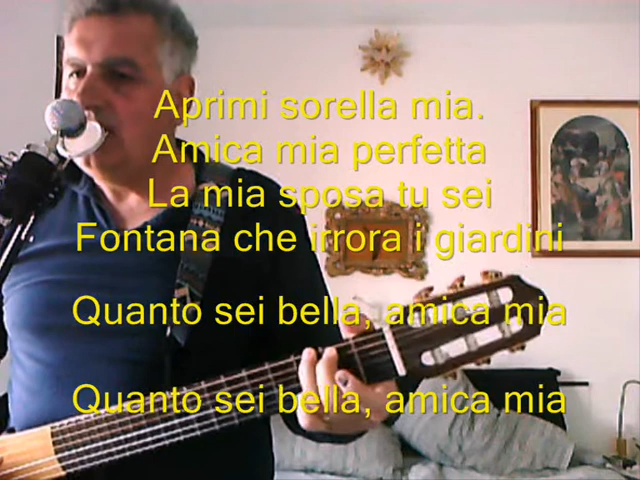 Aprimi sorella mia.
Amica mia perfetta
La mia sposa tu sei
Fontana che irrora i giardini
Quanto sei bella, amica mia
Quanto sei bella, amica mia